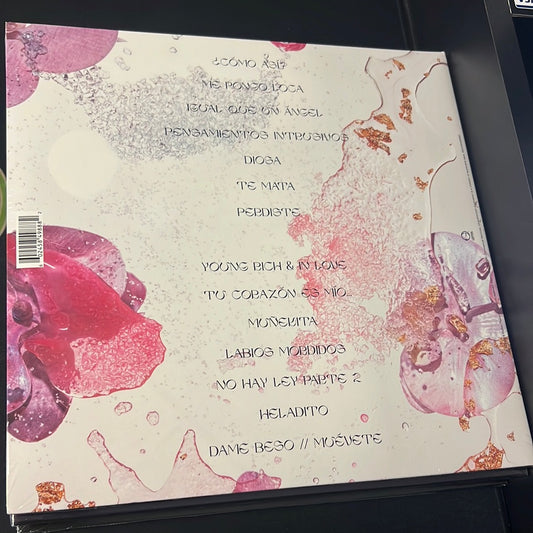 ¿CÓMO ASÍ?
ME PONGO LOCA
IGUAL QUE UN ÁNGEL
PENSAMIENTOS INTRUSIVOS
DIOSA
TE MATA
PERDISTE
YOUNG RICH & IN LOVE
TU CORAZÓN ES MÍO...
MUÑEKITA
LABIOS MORDIDOS
NO HAY LEY PARTE 2
HELADITO
DAME BESO // MUÉVETE